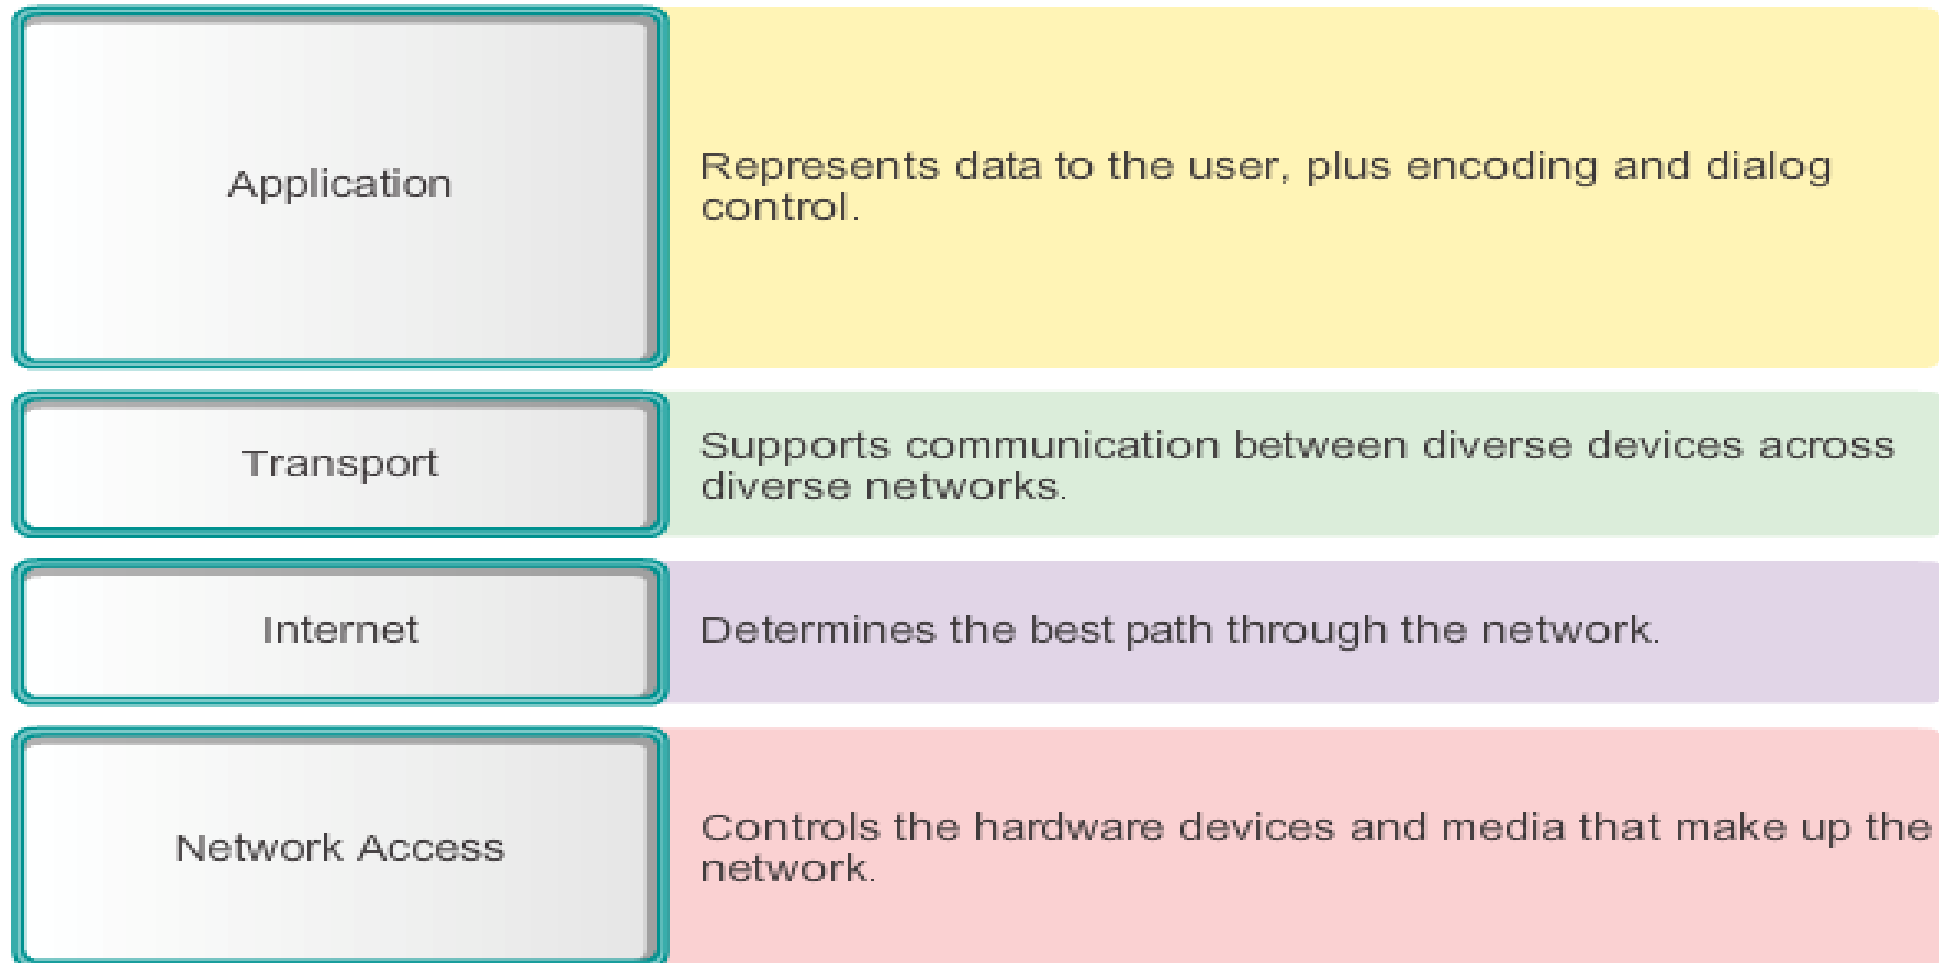 Application
Represents data to the user, plus encoding and dialog
control.
Transport
Supports communication between diverse devices across
diverse networks.
Internet
Determines the best path through the network.
Network Access
Controls the hardware devices and media that make up the
network.